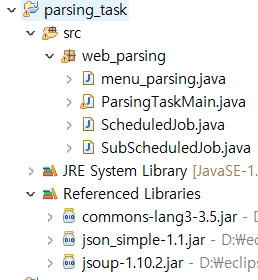 parsing_task
src
web_parsing
menu_parsing.java
ParsingTaskMain.java
ScheduledJob.java
SubScheduledJob.java
JRE System Library [JavaSE-1.
Referenced Libraries
commons-lang3-3.5.jar - D:₩
json_simple-1.1.jar - D:₩ec
jsoup-1.10.2.jar - D:₩eclips